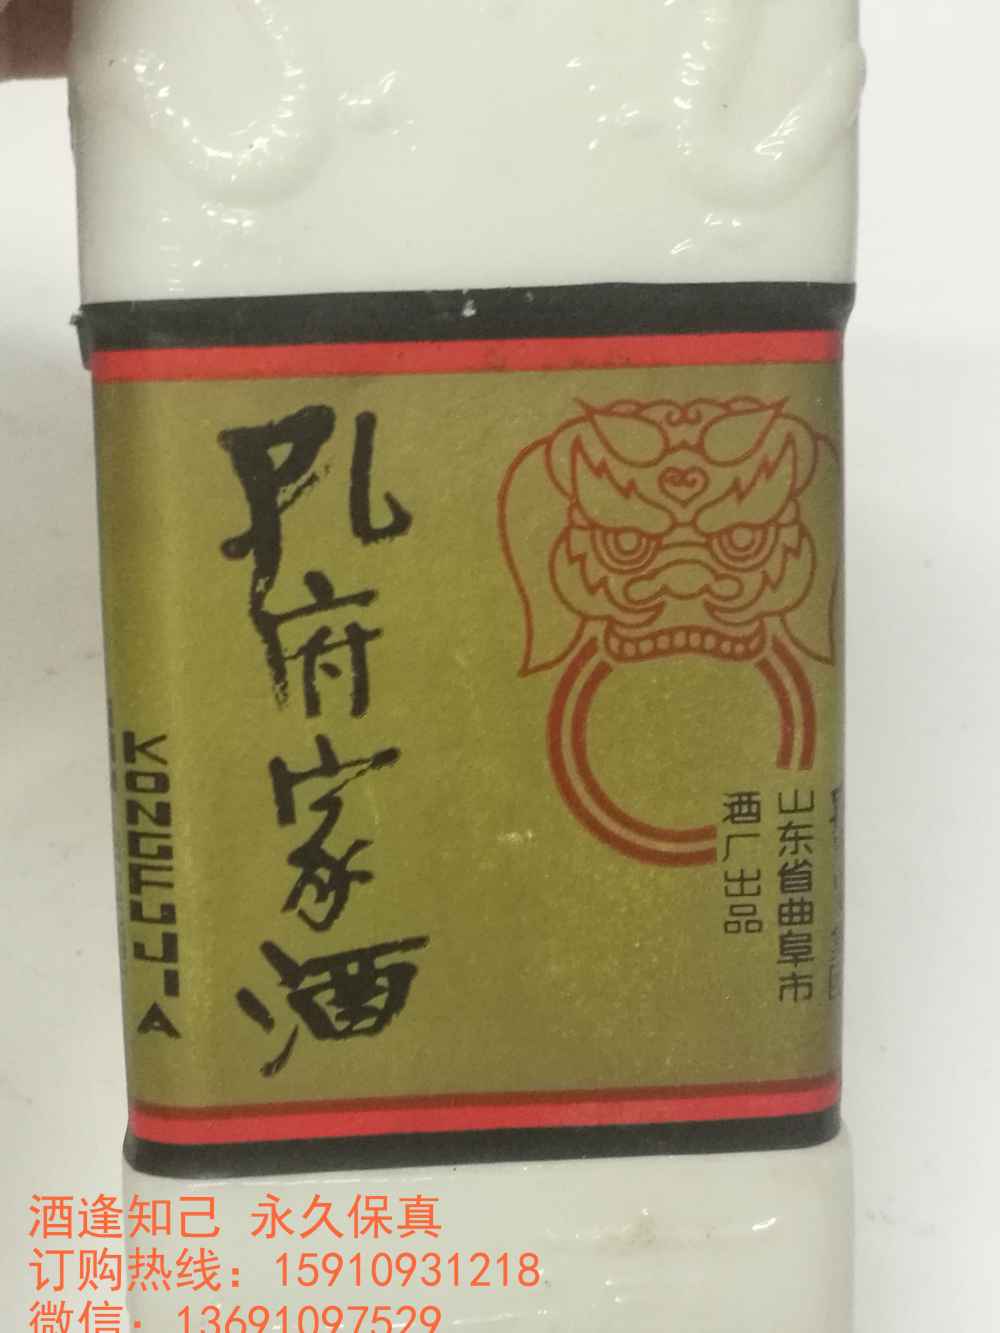 孔府家酒
KONGFUJIA
山东省曲阜市
酒厂出品
酒逢知己 永久保真
订购热线：15910931218
微信：13691097529